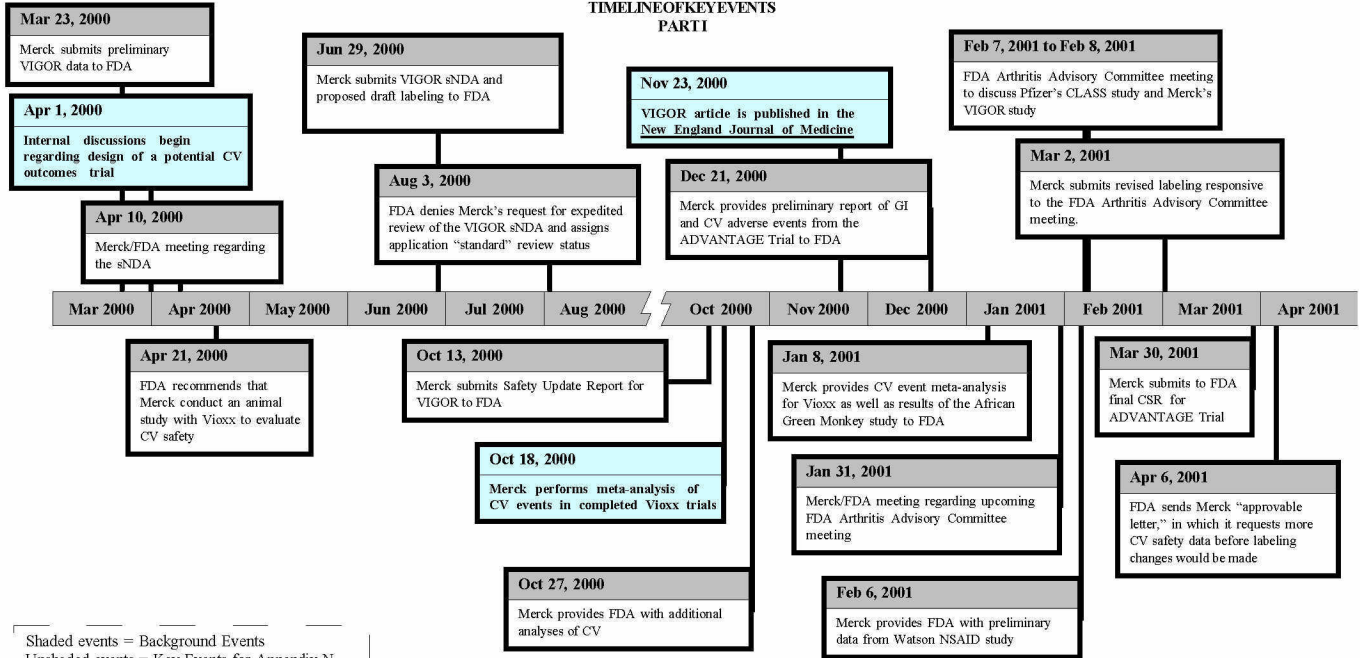 TIMELINEOFKEYEVENTS
PART I
Mar 23, 2000
Merck submits preliminary
VIGOR data to FDA
Apr 1, 2000
Internal discussions begin
regarding design of a potential CV
outcomes trial
Apr 10, 2000
Merck/FDA meeting regarding
the sNDA
Jun 29, 2000
Merck submits VIGOR sNDA and
proposed draft labeling to FDA
Aug 3, 2000
FDA denies Merck's request for expedited
review of the VIGOR sNDA and assigns
application “standard” review status
Nov 23, 2000
VIGOR article is published in the
New England Journal of Medicine
Dec 21, 2000
Merck provides preliminary report of GI
and CV adverse events from the
ADVANTAGE Trial to FDA
Feb 7, 2001 to Feb 8, 2001
FDA Arthritis Advisory Committee meeting
to discuss Pfizer's CLASS study and Merck's
VIGOR study
Mar 2, 2001
Merck submits revised labeling responsive
to the FDA Arthritis Advisory Committee
meeting.
Mar 2000 Apr 2000 May 2000 Jun 2000 Jul 2000 Aug 2000 Oct 2000 Nov 2000 Dec 2000 Jan 2001 Feb 2001 Mar 2001 Apr 2001
Apr 21, 2000
FDA recommends that
Merck conduct an animal
study with Vioxx to evaluate
CV safety
Oct 13, 2000
Merck submits Safety Update Report for
VIGOR to FDA
Oct 18, 2000
Merck performs meta-analysis of
CV events in completed Vioxx trials
Oct 27, 2000
Merck provides FDA with additional
analyses of CV
Jan 8, 2001
Merck provides CV event meta-analysis
for Vioxx as well as results of the African
Green Monkey study to FDA
Jan 31, 2001
Merck/FDA meeting regarding upcoming
FDA Arthritis Advisory Committee
meeting
Feb 6, 2001
Merck provides FDA with preliminary
data from Watson NSAID study
Mar 30, 2001
Merck submits to FDA
final CSR for
ADVANTAGE Trial
Apr 6, 2001
FDA sends Merck “approvable
letter,” in which it requests more
CV safety data before labeling
changes would be made
Shaded events = Background Events
Unshaded events = Key Events for Appendix N